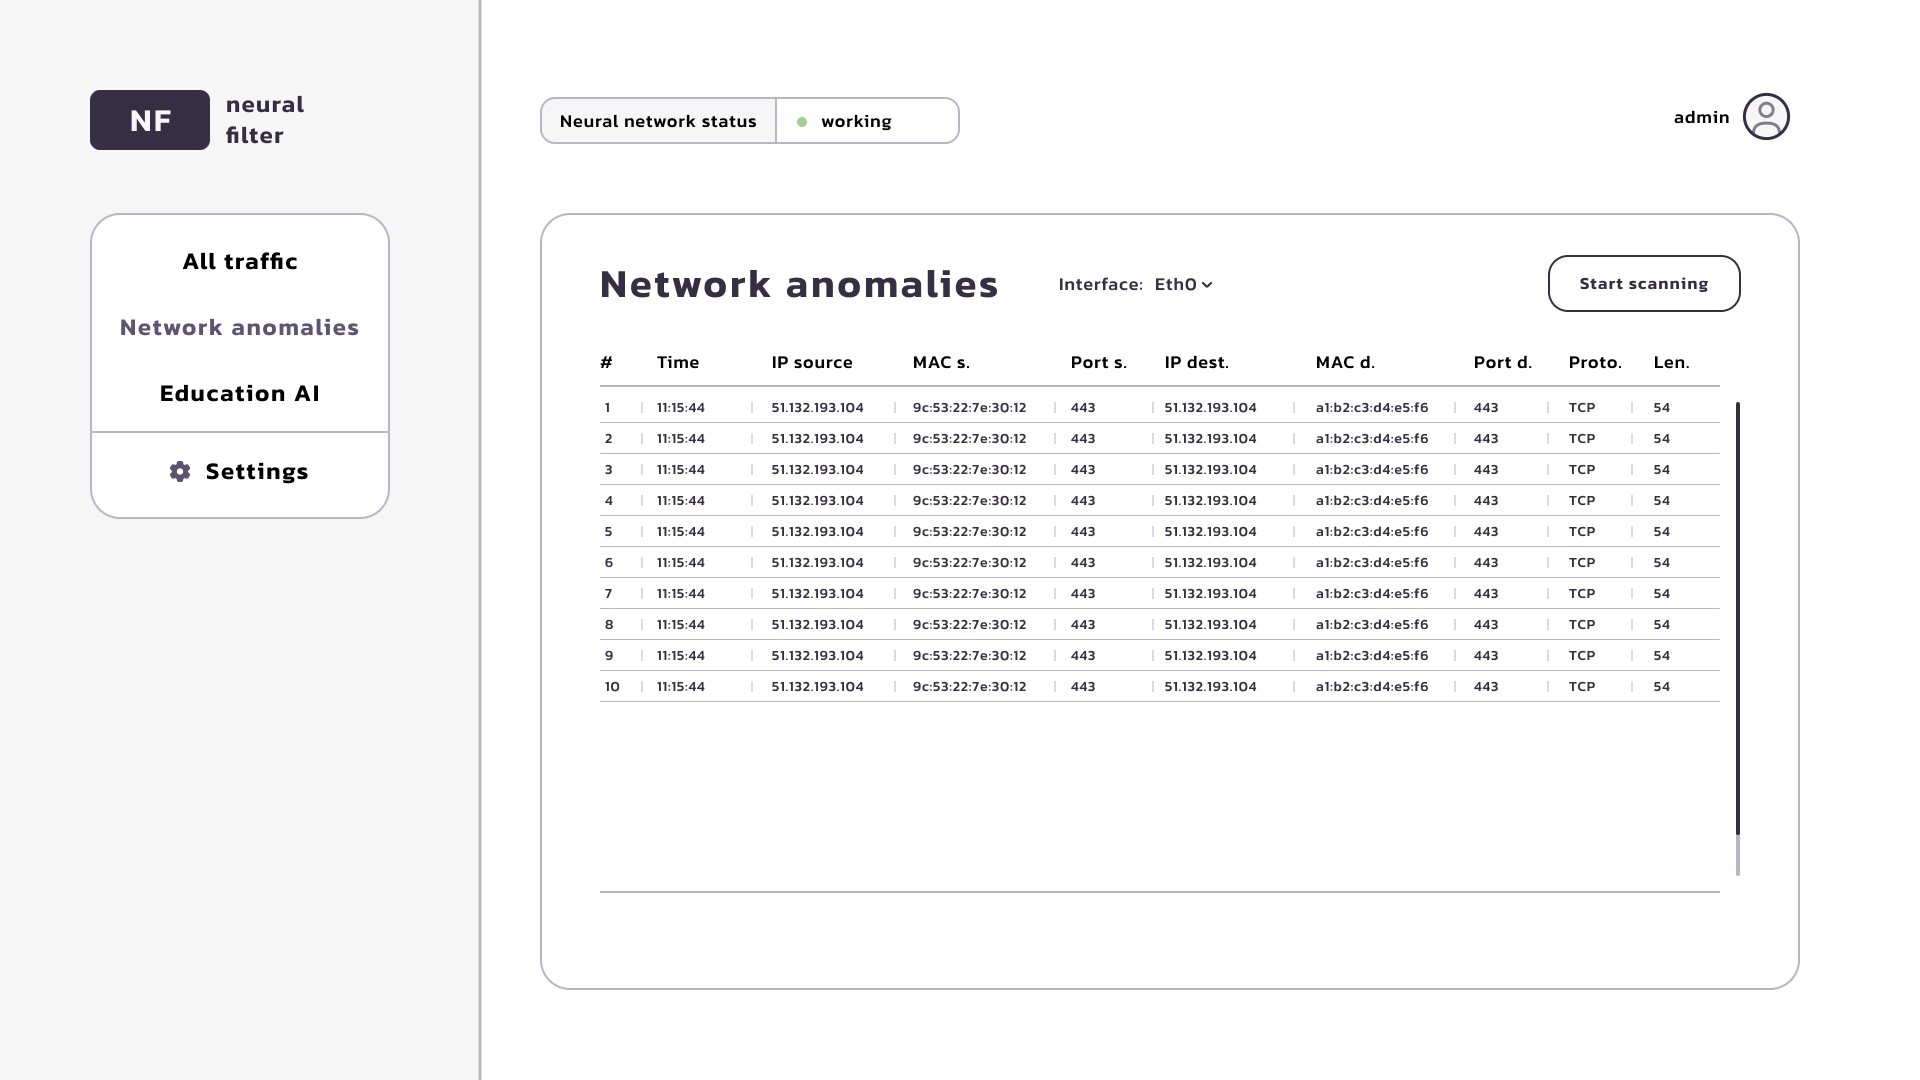 NF
neural
filter
All traffic
Network anomalies
Education AI
Settings
Neural network status working
admin
Network anomalies Interface: Eth0 Start scanning
# Time IP source MAC s. Port s. IP dest. MAC d. Port d. Proto. Len.
1 11:15:44 51.132.193.104 9c:53:22:7e:30:12 443 51.132.193.104 a1:b2:c3:d4:e5:f6 443 TCP 54
2 11:15:44 51.132.193.104 9c:53:22:7e:30:12 443 51.132.193.104 a1:b2:c3:d4:e5:f6 443 TCP 54
3 11:15:44 51.132.193.104 9c:53:22:7e:30:12 443 51.132.193.104 a1:b2:c3:d4:e5:f6 443 TCP 54
4 11:15:44 51.132.193.104 9c:53:22:7e:30:12 443 51.132.193.104 a1:b2:c3:d4:e5:f6 443 TCP 54
5 11:15:44 51.132.193.104 9c:53:22:7e:30:12 443 51.132.193.104 a1:b2:c3:d4:e5:f6 443 TCP 54
6 11:15:44 51.132.193.104 9c:53:22:7e:30:12 443 51.132.193.104 a1:b2:c3:d4:e5:f6 443 TCP 54
7 11:15:44 51.132.193.104 9c:53:22:7e:30:12 443 51.132.193.104 a1:b2:c3:d4:e5:f6 443 TCP 54
8 11:15:44 51.132.193.104 9c:53:22:7e:30:12 443 51.132.193.104 a1:b2:c3:d4:e5:f6 443 TCP 54
9 11:15:44 51.132.193.104 9c:53:22:7e:30:12 443 51.132.193.104 a1:b2:c3:d4:e5:f6 443 TCP 54
10 11:15:44 51.132.193.104 9c:53:22:7e:30:12 443 51.132.193.104 a1:b2:c3:d4:e5:f6 443 TCP 54